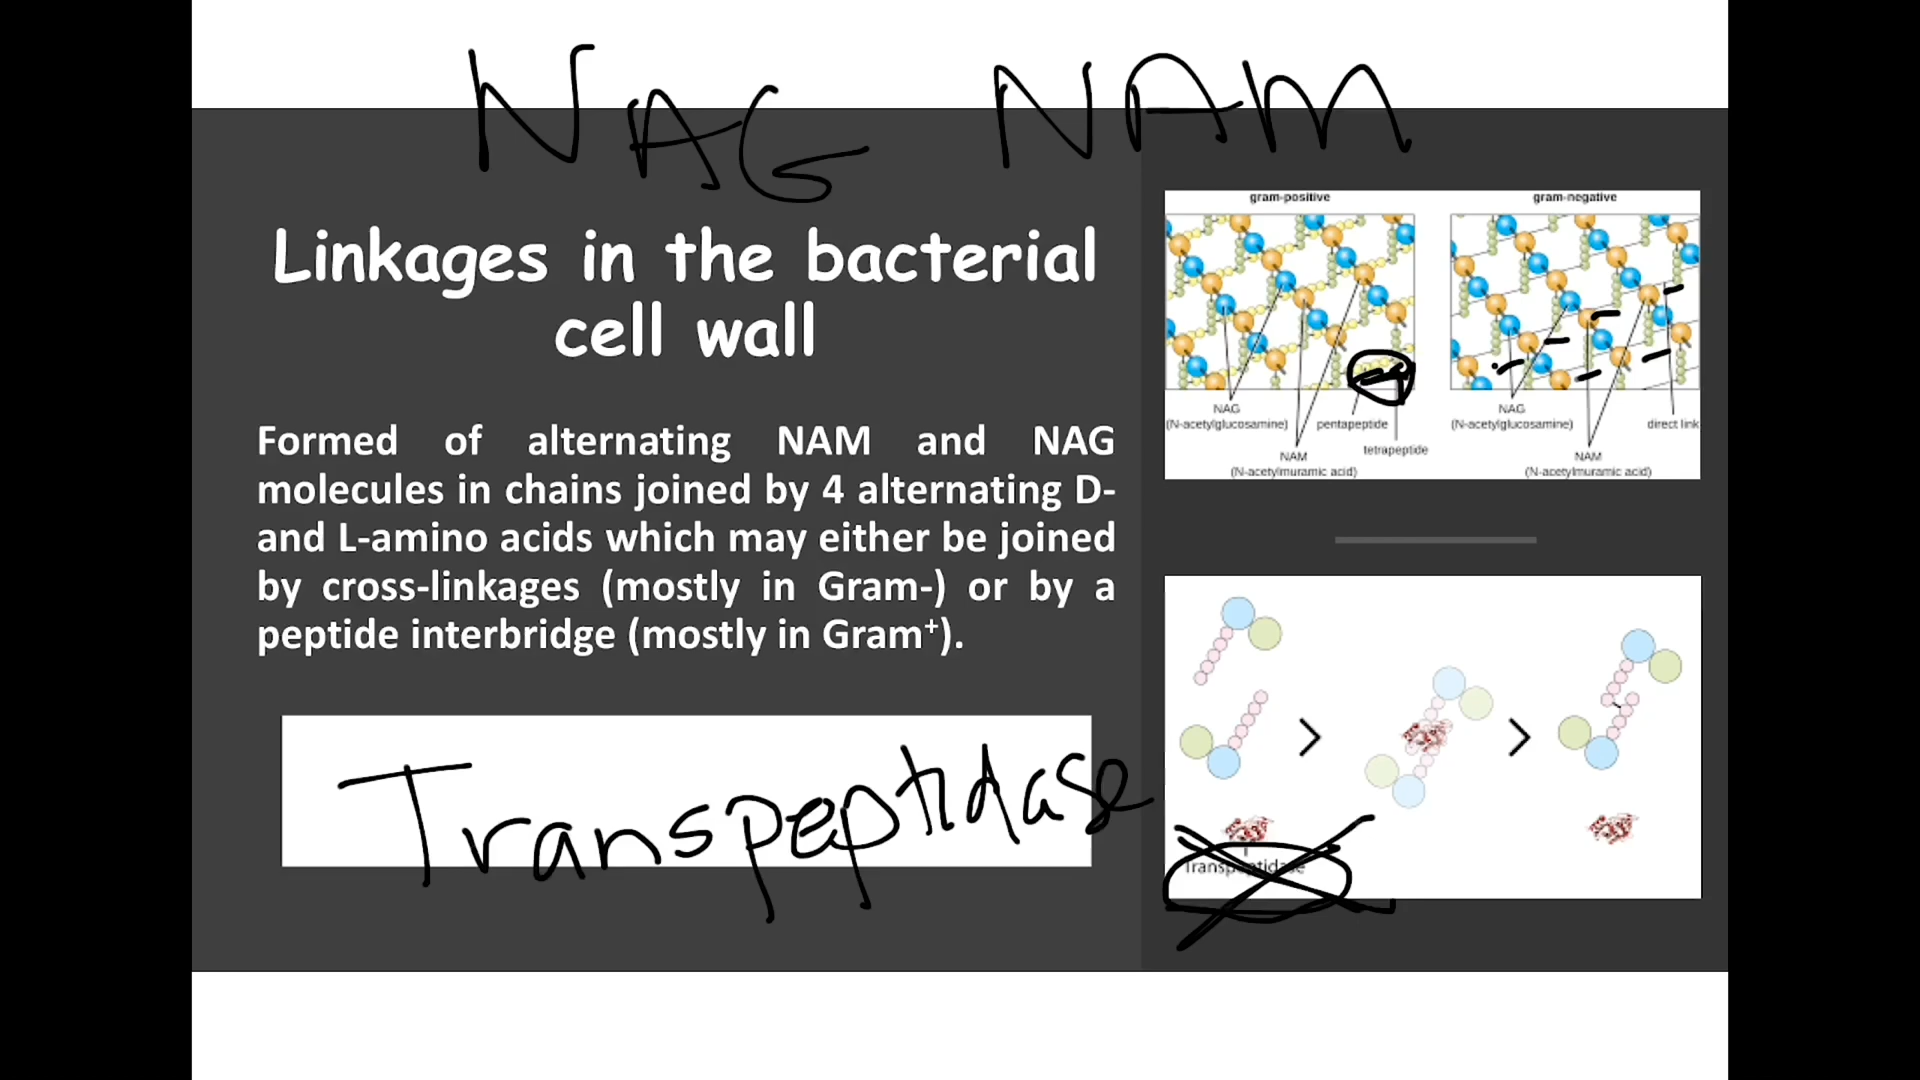 NAG NAM
Linkages in the bacterial
cell wall
Formed of alternating NAM and NAG
molecules in chains joined by 4 alternating D-
and L-amino acids which may either be joined
by cross-linkages (mostly in Gram-) or by a
peptide interbridge (mostly in Gram+).
Transpeptidase
gram-positive gram-negative
NAG
(N-acetylglucosamine)
pentapeptide
tetrapeptide
NAM
(N-acetylmuramic acid)
NAG
(N-acetylglucosamine)
direct link
NAM
(N-acetylmuramic acid)
> >
Transpeptidase